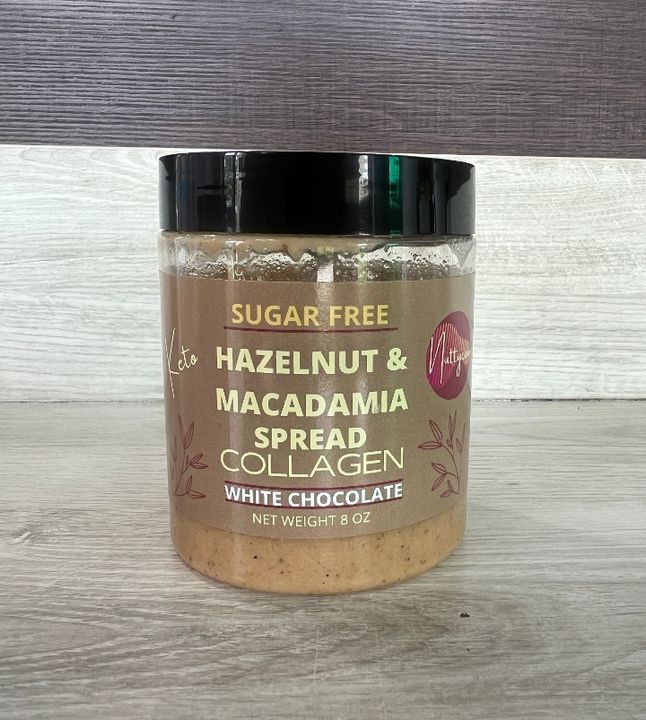 SUGAR FREE
Keto
HAZELNUT &
MACADAMIA
SPREAD
COLLAGEN
WHITE CHOCOLATE
NET WEIGHT 8 OZ